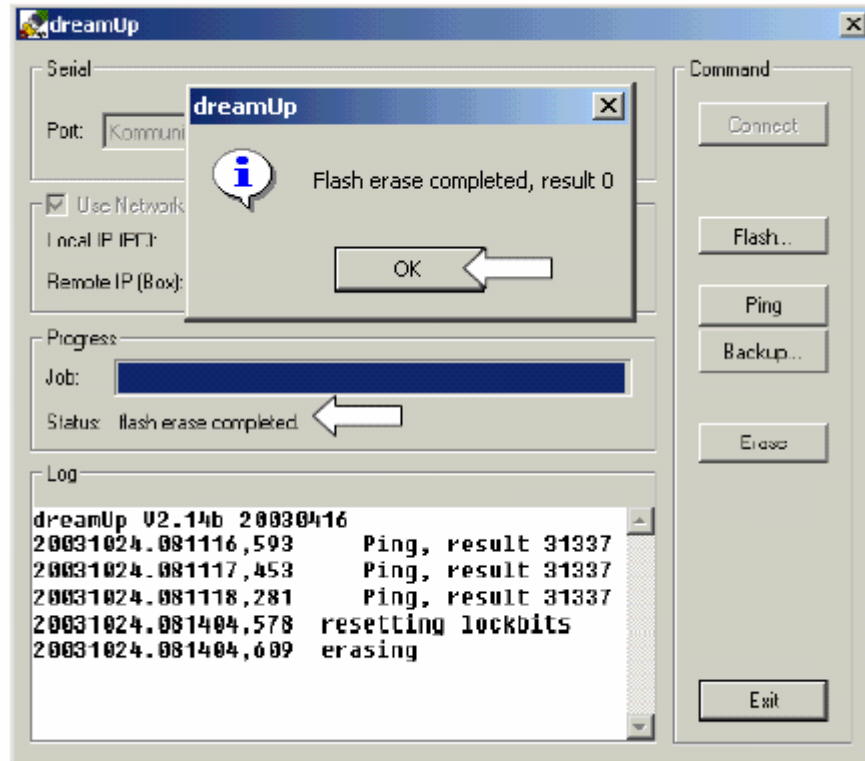 dreamUp
Serial
Port: Kommuni
Command
Connect
dreamUp
Flash erase completed, result 0
OK
Use Network
Local IP (PC):
Remote IP (Box):
Flash...
Ping
Backup...
Erase
Progress
Job:
Status: flash erase completed.
Log
dreamUp V2.14b 20030416
20031024.081116,593 Ping, result 31337
20031024.081117,453 Ping, result 31337
20031024.081118,281 Ping, result 31337
20031024.081404,578 resetting lockbits
20031024.081404,609 erasing
Exit